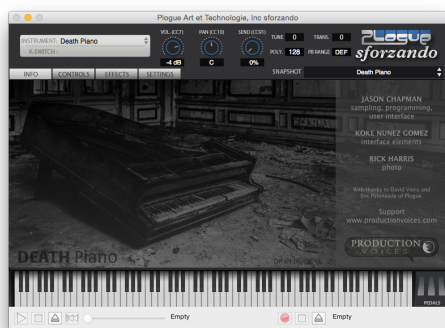 Plogue Art et Technologie, Inc sforzando
INSTRUMENT: Death Piano
K-SWITCH:
VOL. (CC7)
-4 dB
PAN (CC10)
C
SEND (CC91)
0%
TUNE 0
TRANS. 0
POLY. 128
PB RANGE DEF
Plogue
sforzando
INFO
CONTROLS
EFFECTS
SETTINGS
SNAPSHOT
Death Piano
JASON CHAPMAN
sampling, programming,
user interface
KOKE NUNEZ GOMEZ
interface elements
RICK HARRIS
photo
With thanks to David Viens and
Support
www.productionvoices.com
PRODUCTION
VOICES
DEATH Piano
PEDALS
Empty
Empty